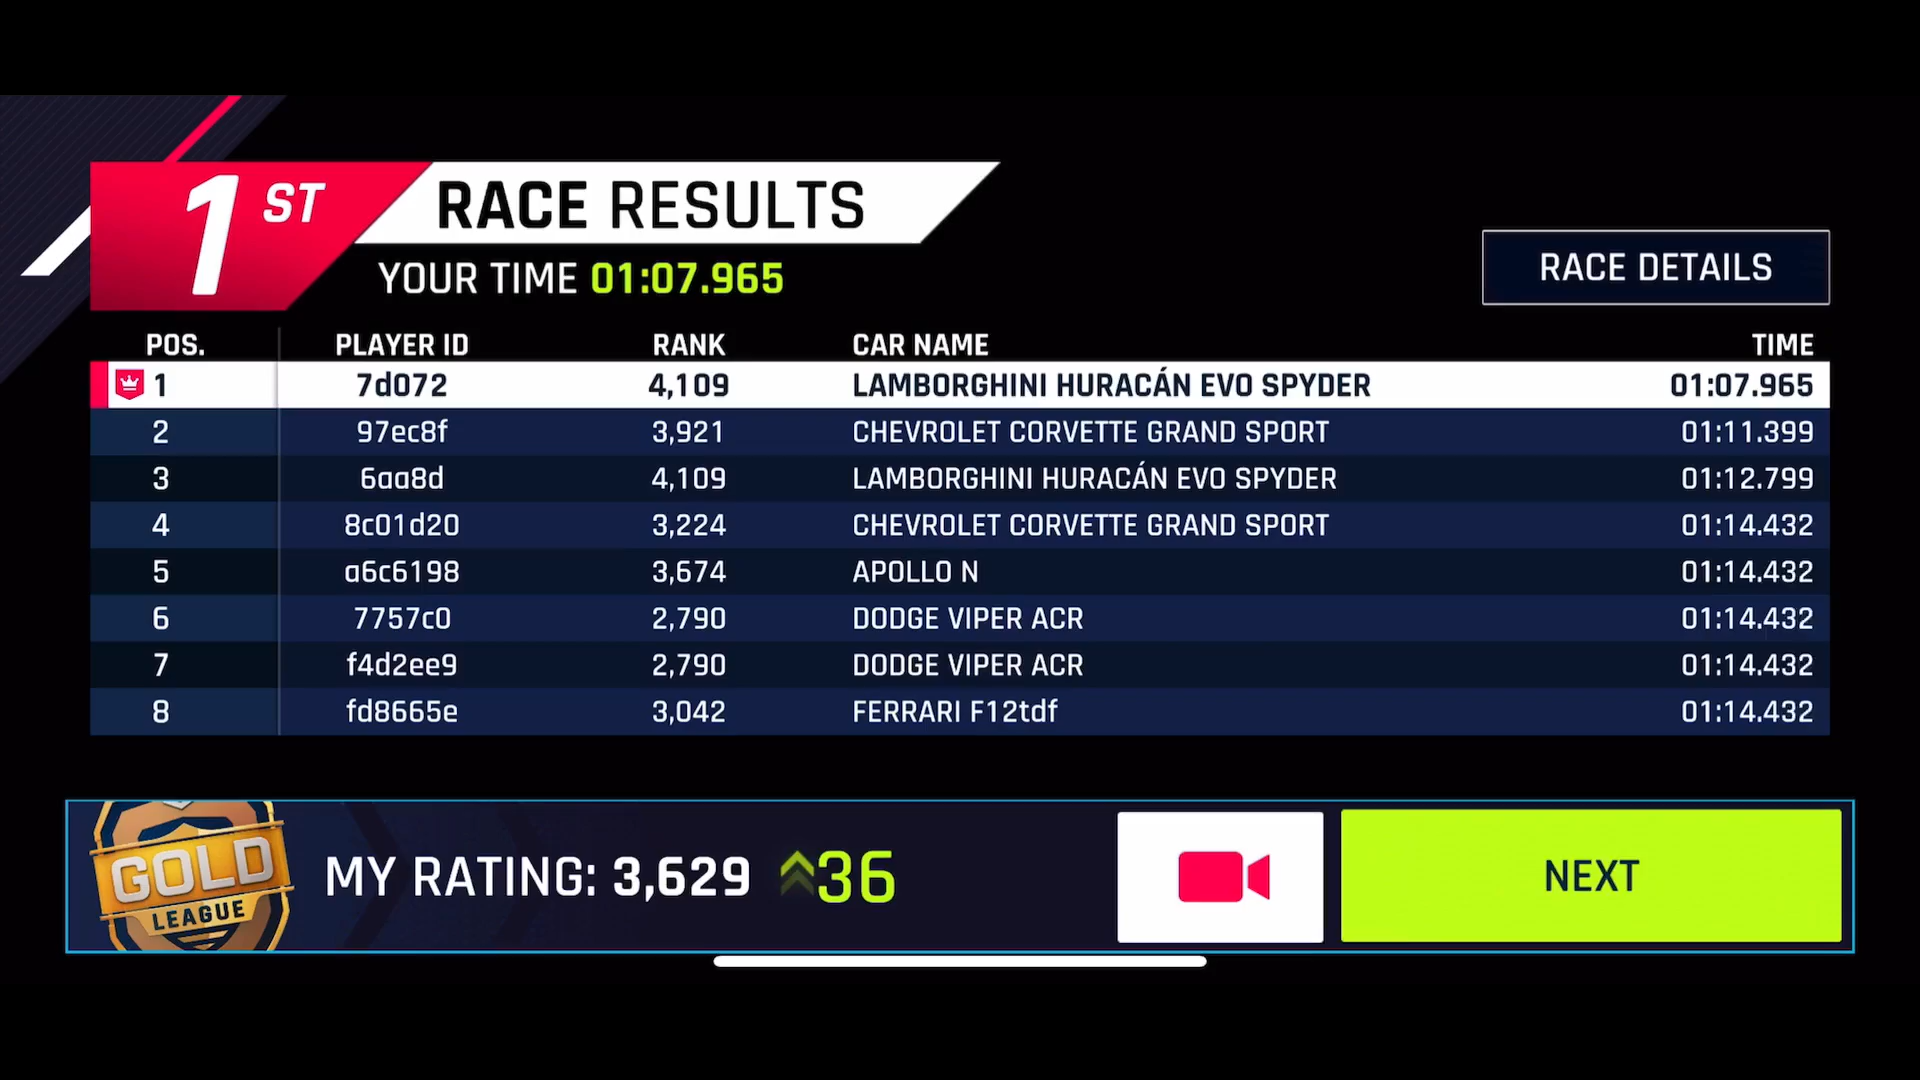 1ST
RACE RESULTS
YOUR TIME 01:07.965
RACE DETAILS
POS. PLAYER ID RANK CAR NAME TIME
1 7d072 4,109 LAMBORGHINI HURACÁN EVO SPYDER 01:07.965
2 97ec8f 3,921 CHEVROLET CORVETTE GRAND SPORT 01:11.399
3 6aa8d 4,109 LAMBORGHINI HURACÁN EVO SPYDER 01:12.799
4 8c01d20 3,224 CHEVROLET CORVETTE GRAND SPORT 01:14.432
5 a6c6198 3,674 APOLLO N 01:14.432
6 7757c0 2,790 DODGE VIPER ACR 01:14.432
7 f4d2ee9 2,790 DODGE VIPER ACR 01:14.432
8 fd8665e 3,042 FERRARI F12tdf 01:14.432
GOLD
LEAGUE
MY RATING: 3,629 36
NEXT